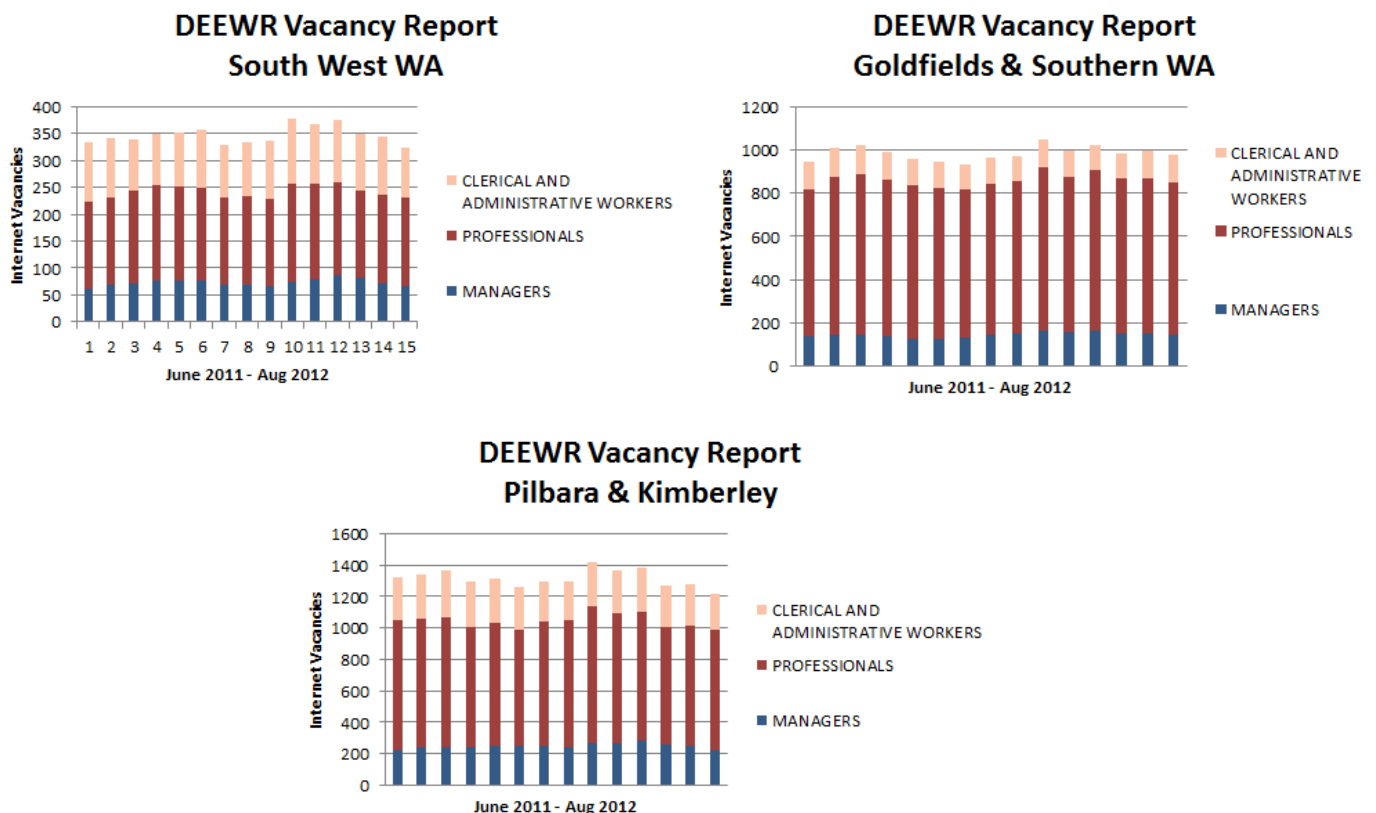 DEEWR Vacancy Report
South West WA
400
350
300
250
200
150
100
50
0
Internet Vacancies
1 2 3 4 5 6 7 8 9 10 11 12 13 14 15
June 2011 - Aug 2012
CLERICAL AND
ADMINISTRATIVE WORKERS
PROFESSIONALS
MANAGERS
DEEWR Vacancy Report
Goldfields & Southern WA
1200
1000
800
600
400
200
0
Internet Vacancies
June 2011 - Aug 2012
CLERICAL AND
ADMINISTRATIVE
WORKERS
PROFESSIONALS
MANAGERS
DEEWR Vacancy Report
Pilbara & Kimberley
1600
1400
1200
1000
800
600
400
200
0
Internet Vacancies
June 2011 - Aug 2012
CLERICAL AND
ADMINISTRATIVE WORKERS
PROFESSIONALS
MANAGERS